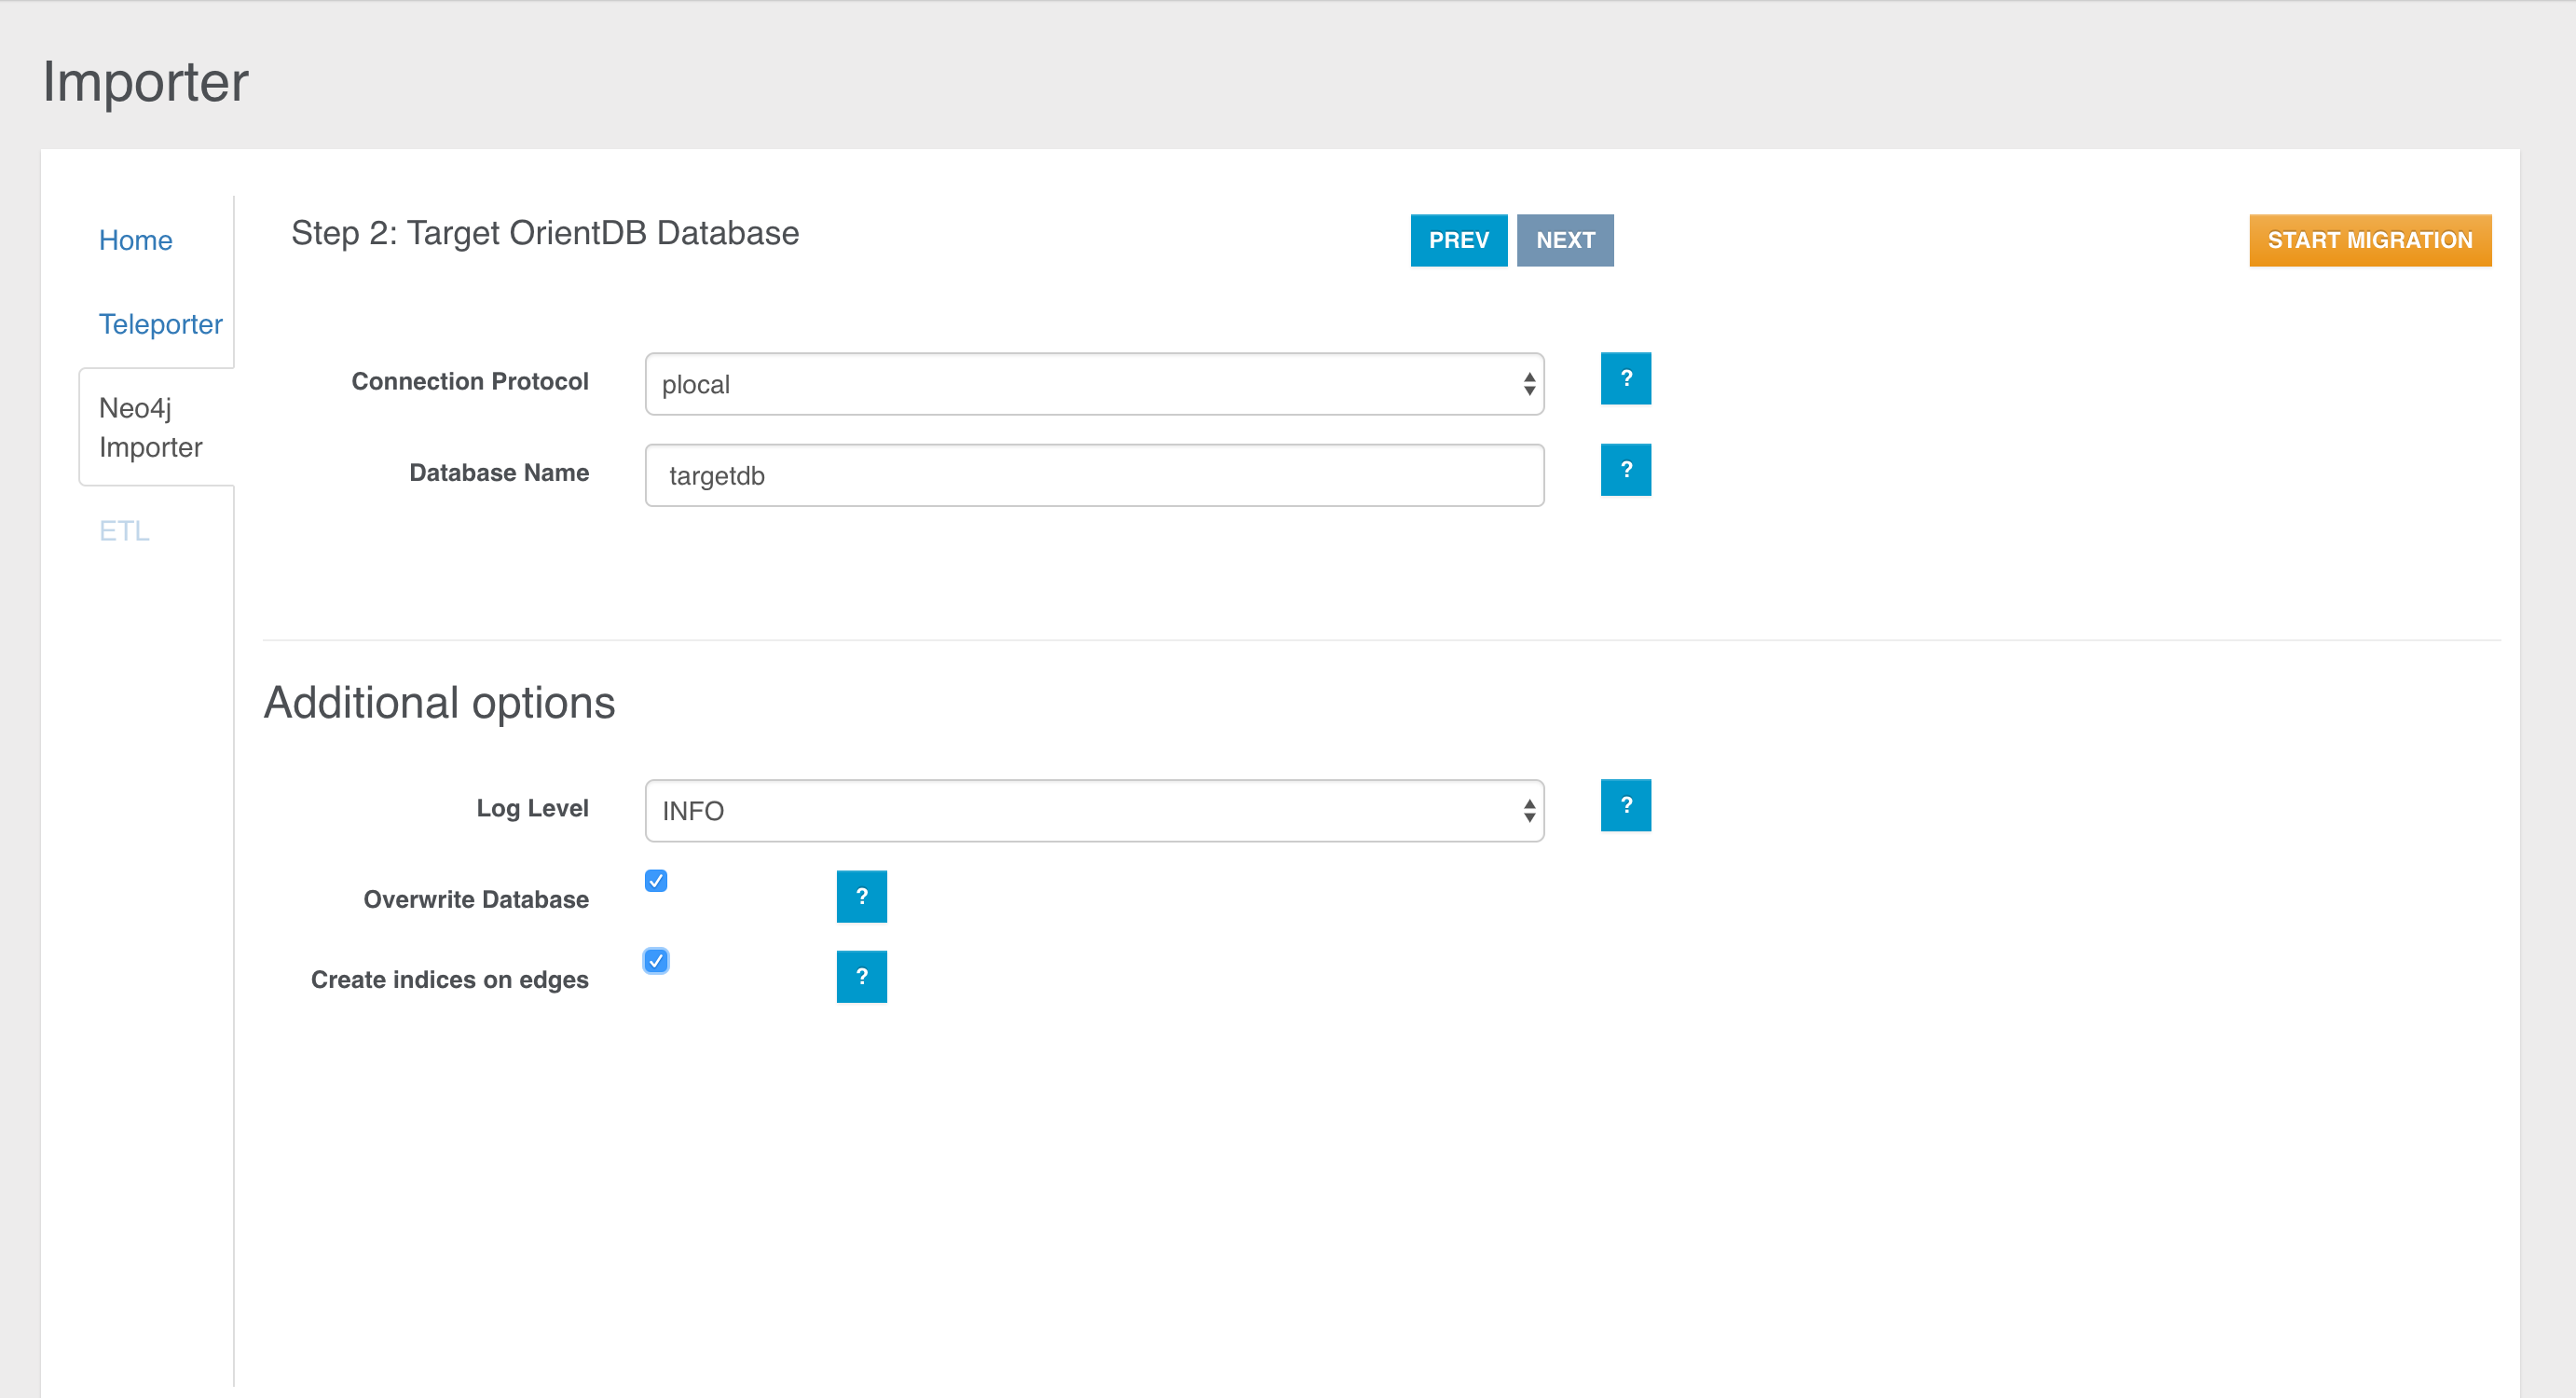 Importer
Home
Teleporter
Neo4j
Importer
ETL
Step 2: Target OrientDB Database
PREV
NEXT
START MIGRATION
Connection Protocol
plocal
?
Database Name
targetdb
?
Additional options
Log Level
INFO
?
Overwrite Database
?
Create indices on edges
?